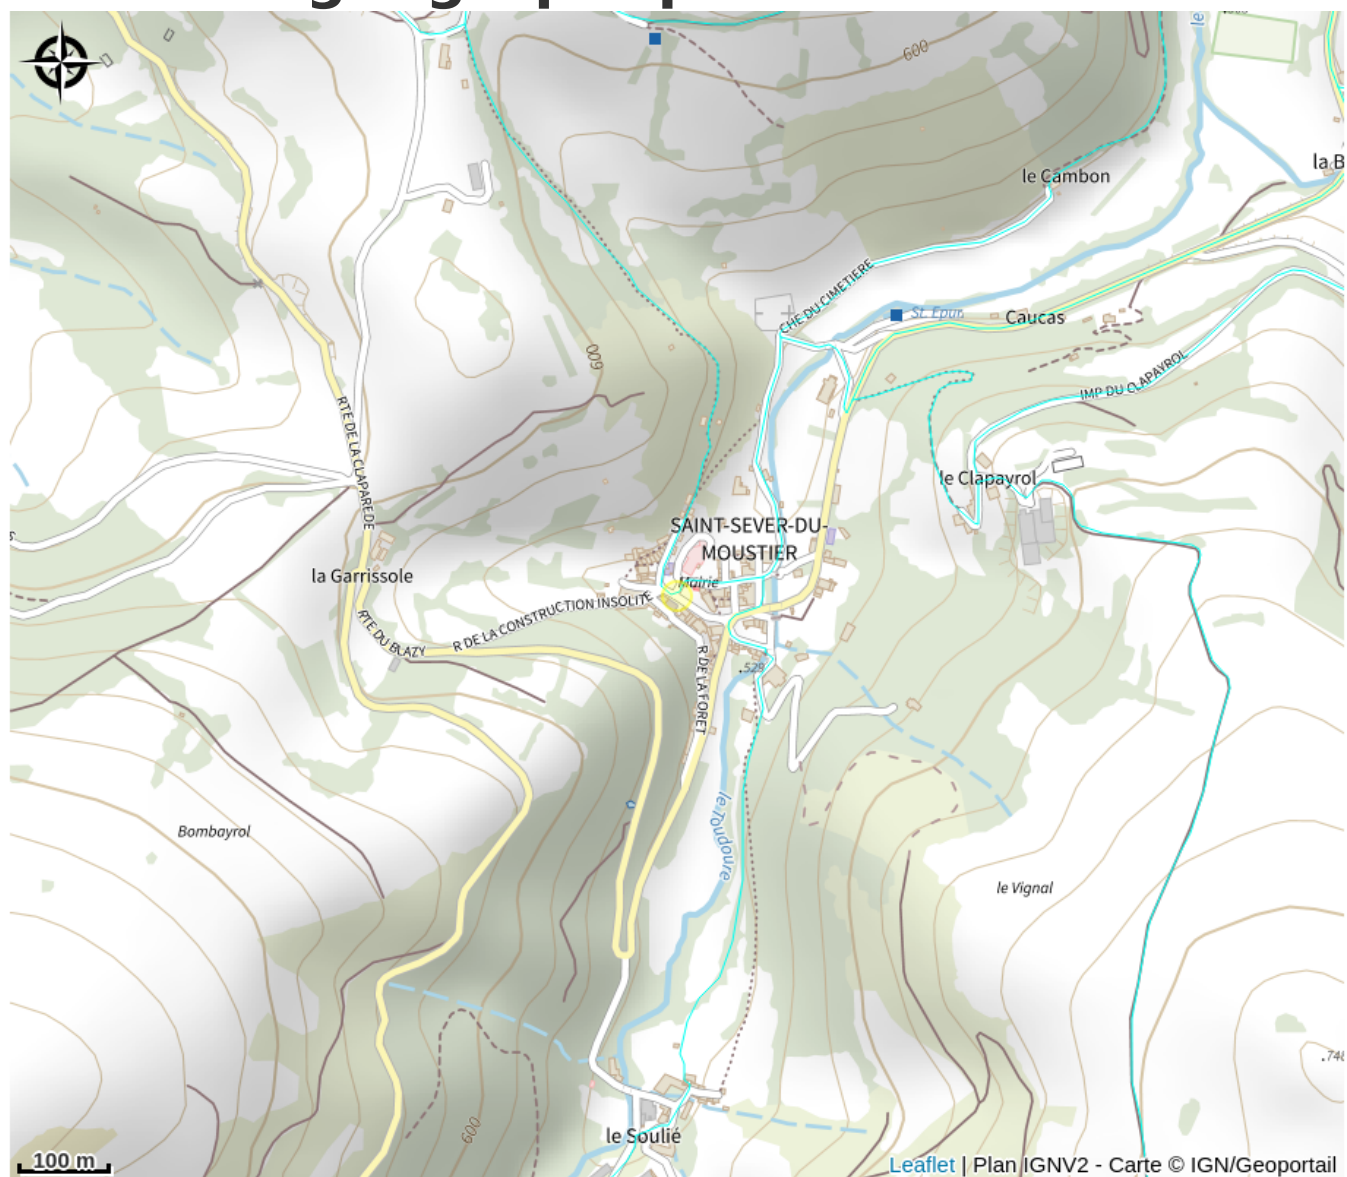 600
le Cambon
la B
CHE DU CIMETIERE
St. Epur.
Caucas
600
IMP DU CLAPAYROL
RTE DE LA CLAPAREDE
le Clapayrol
SAINT-SEVER-DU-
MOUSTIER
la Garrissole
Mairie
R DE LA CONSTRUCTION INSOLITE
RTE DU BLAZY
R DE LA FORET
.529
le Toudoure
Bombayrol
le Vignal
.748
600
le Soulié
100 m
Leaflet | Plan IGNV2 - Carte © IGN/Geoportail